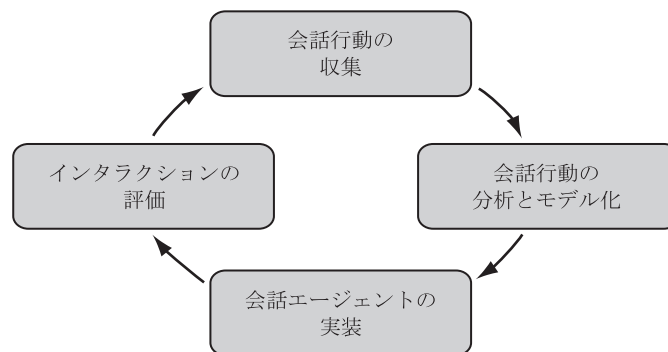 会話行動の
収集
会話行動の
分析とモデル化
会話エージェントの
実装
インタラクションの
評価